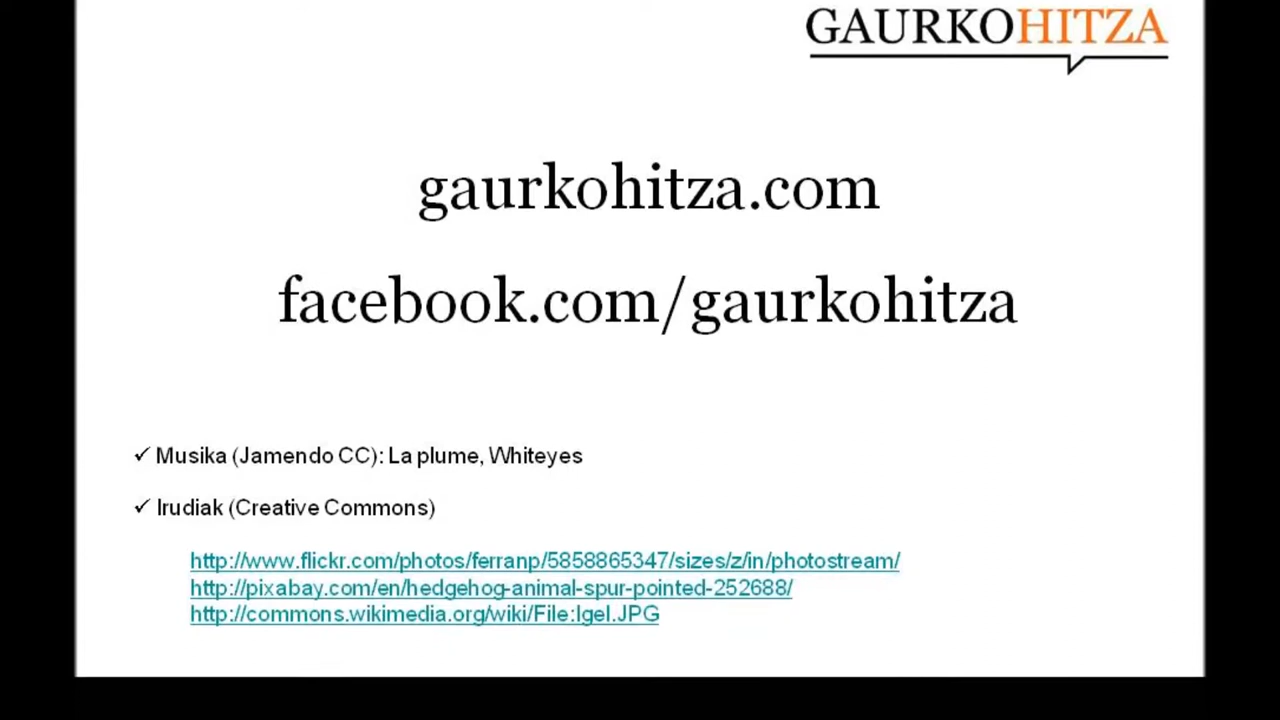 GAURKOHITZA
gaurkohitza.com
facebook.com/gaurkohitza
✓ Musika (Jamendo CC): La plume, Whiteyes
✓ Irudiak (Creative Commons)
http://www.flickr.com/photos/ferranp/5858865347/sizes/z/in/photostream/
http://pixabay.com/en/hedgehog-animal-spur-pointed-252688/
http://commons.wikimedia.org/wiki/File:Igel.JPG